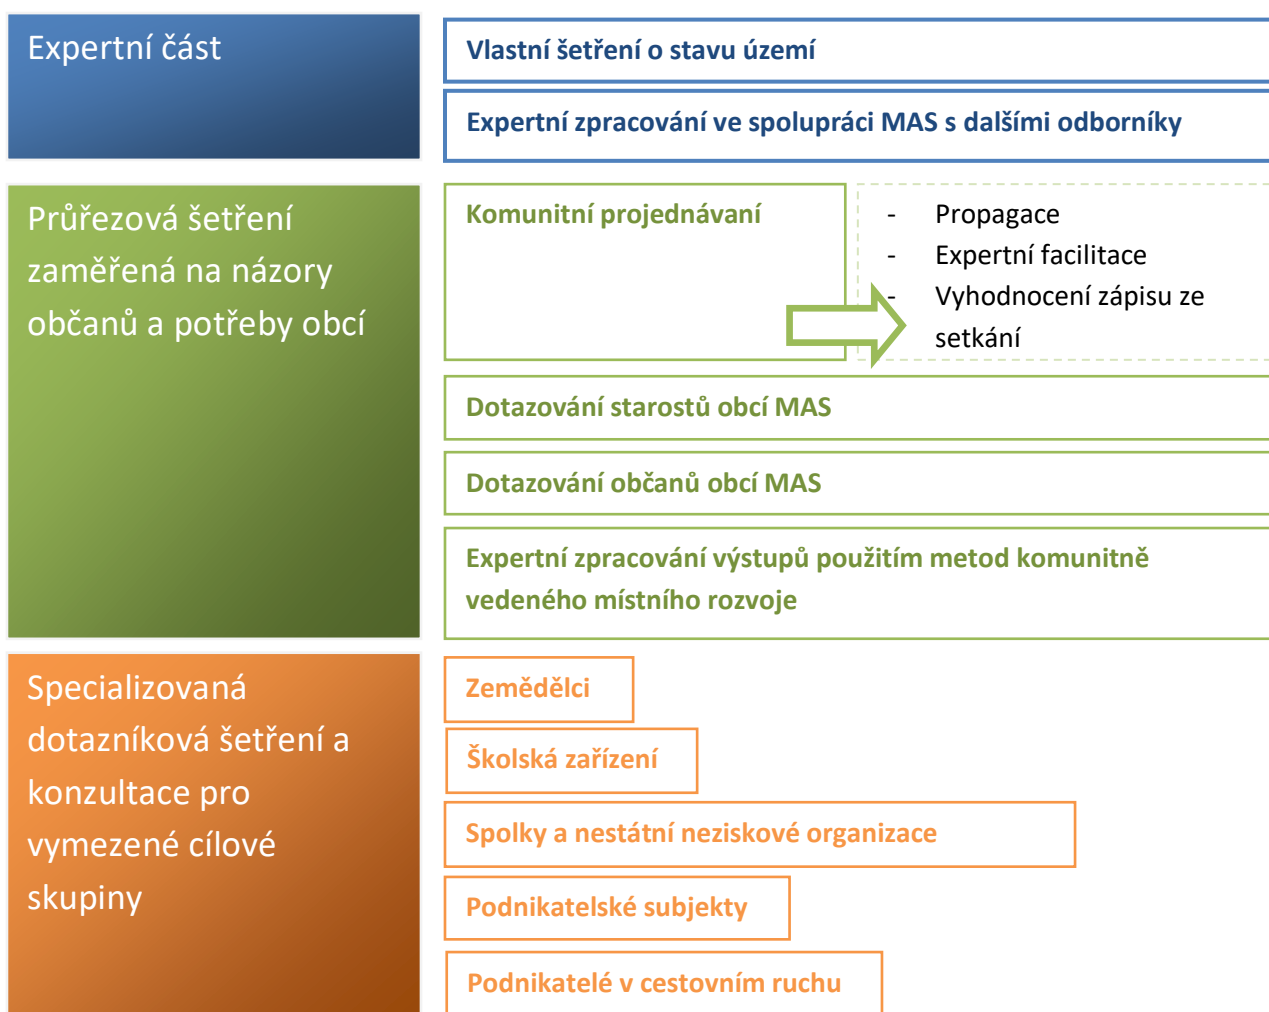 Expertní část
Vlastní šetření o stavu území
Expertní zpracování ve spolupráci MAS s dalšími odborníky
Průřezová šetření
zaměřená na názory
občanů a potřeby obcí
Komunitní projednávaní
- Propagace
- Expertní facilitace
- Vyhodnocení zápisu ze
setkání
Dotazování starostů obcí MAS
Dotazování občanů obcí MAS
Expertní zpracování výstupů použitím metod komunitně
vedeného místního rozvoje
Specializovaná
dotazníková šetření a
konzultace pro
vymezené cílové
skupiny
Zemědělci
Školská zařízení
Spolky a nestátní neziskové organizace
Podnikatelské subjekty
Podnikatelé v cestovním ruchu